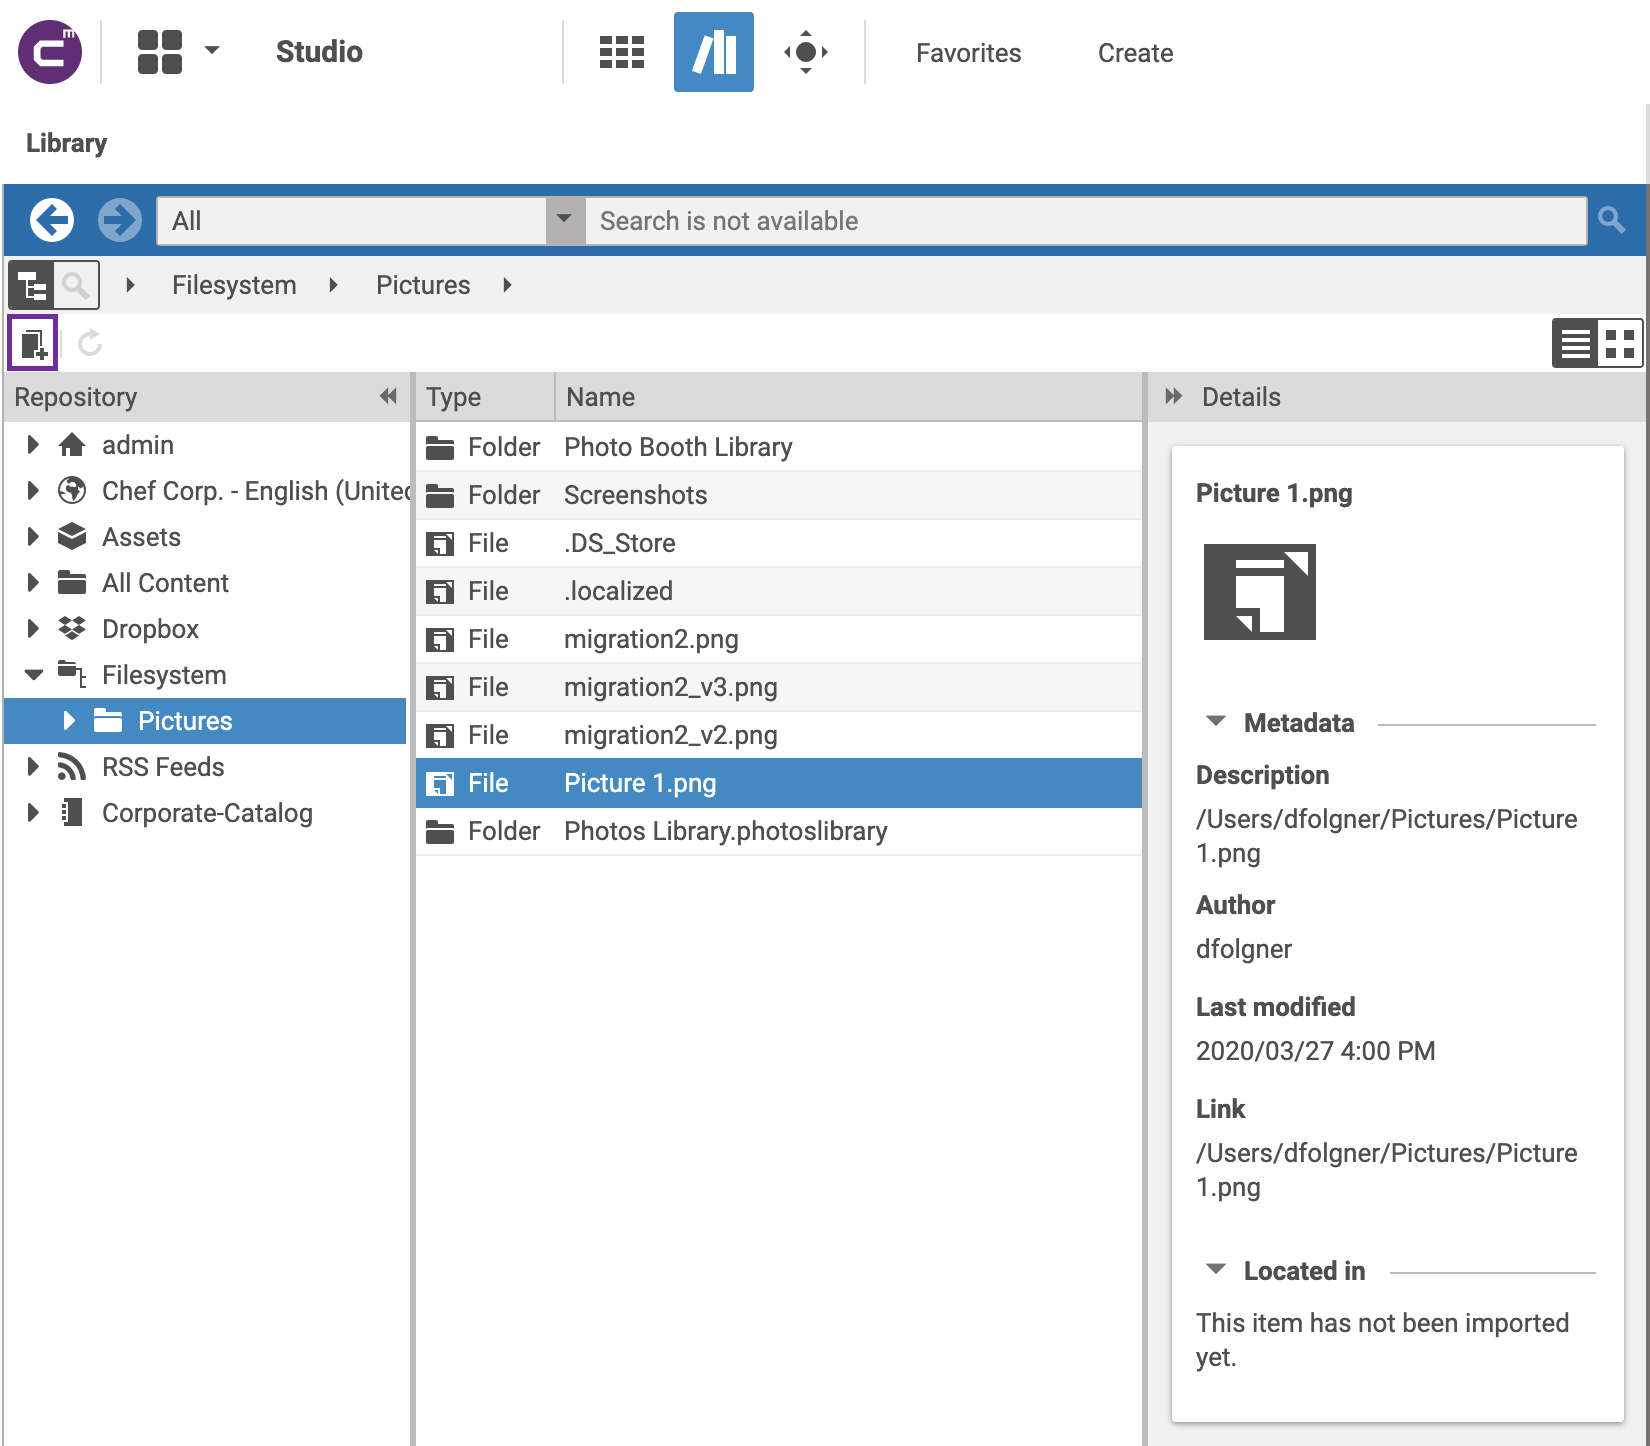 Cm
Studio
Favorites
Create
Library
All
Search is not available
Filesystem
Pictures
Repository
Type
Name
Details
admin
Chef Corp. - English (United
Assets
All Content
Dropbox
Filesystem
Pictures
RSS Feeds
Corporate-Catalog
Folder Photo Booth Library
Folder Screenshots
File .DS_Store
File .localized
File migration2.png
File migration2_v3.png
File migration2_v2.png
File Picture 1.png
Folder Photos Library.photoslibrary
Picture 1.png
Metadata
Description
/Users/dfolgner/Pictures/Picture
1.png
Author
dfolgner
Last modified
2020/03/27 4:00 PM
Link
/Users/dfolgner/Pictures/Picture
1.png
Located in
This item has not been imported
yet.